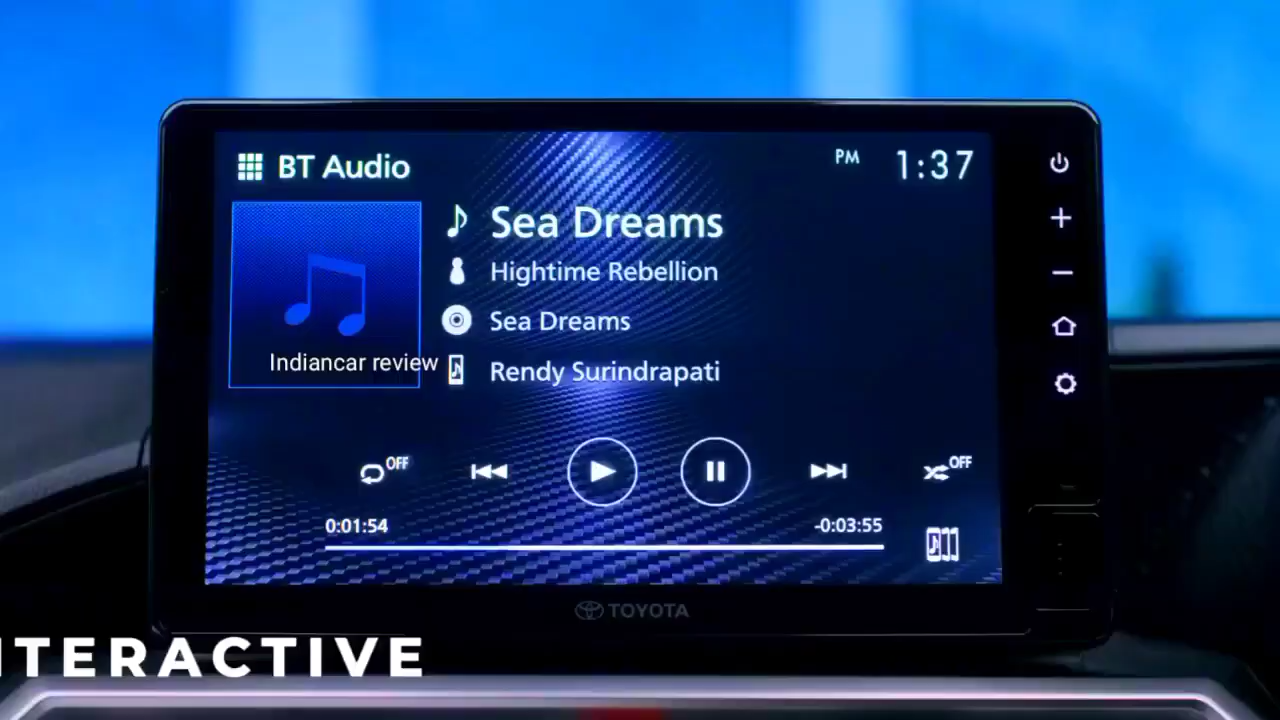 BT Audio
PM 1:37
Sea Dreams
Hightime Rebellion
Sea Dreams
Indiancar review
Rendy Surindrapati
OFF
OFF
0:01:54
-0:03:55
TOYOTA
NTERACTIVE